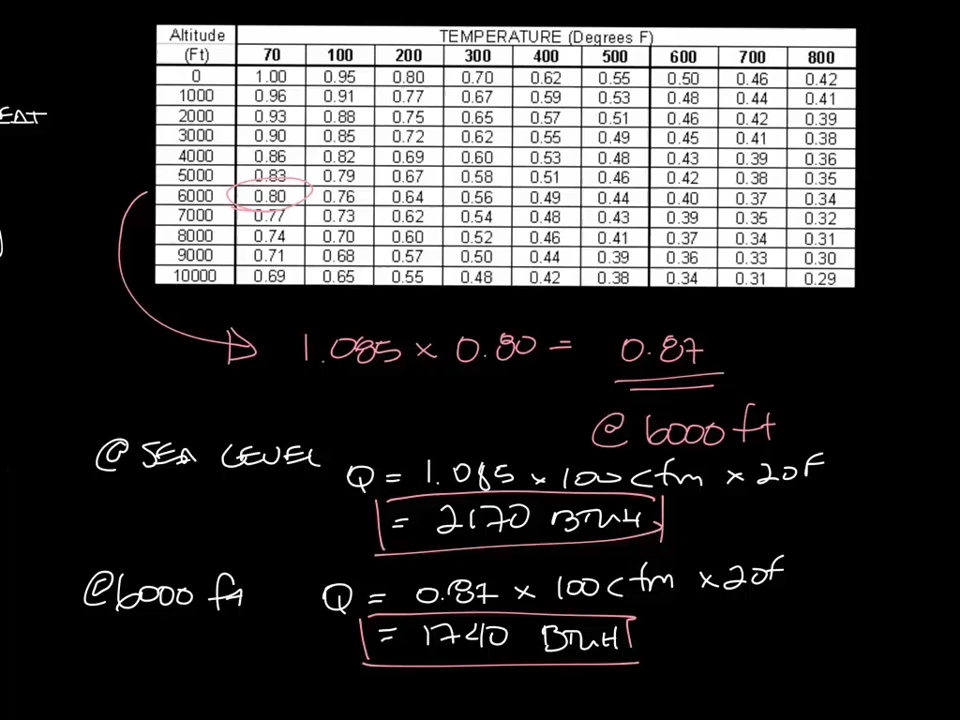 Altitude TEMPERATURE (Degrees F)
(Ft) 70 100 200 300 400 500 600 700 800
0 1.00 0.95 0.80 0.70 0.62 0.55 0.50 0.46 0.42
1000 0.96 0.91 0.77 0.67 0.59 0.53 0.48 0.44 0.41
2000 0.93 0.88 0.75 0.65 0.57 0.51 0.46 0.42 0.39
3000 0.90 0.85 0.72 0.62 0.55 0.49 0.45 0.41 0.38
4000 0.86 0.82 0.69 0.60 0.53 0.48 0.43 0.39 0.36
5000 0.83 0.79 0.67 0.58 0.51 0.46 0.42 0.38 0.35
6000 0.80 0.76 0.64 0.56 0.49 0.44 0.40 0.37 0.34
7000 0.77 0.73 0.62 0.54 0.48 0.43 0.39 0.35 0.32
8000 0.74 0.70 0.60 0.52 0.46 0.41 0.37 0.34 0.31
9000 0.71 0.68 0.57 0.50 0.44 0.39 0.36 0.33 0.30
10000 0.69 0.65 0.55 0.48 0.42 0.38 0.34 0.31 0.29
1.085 × 0.80 = 0.87
@ 6000 ft
@ SEA LEVEL Q = 1.085 × 100 cfm × 20F
= 2170 BTUH
@6000 ft Q = 0.87 × 100 cfm × 20F
= 1740 BTUH